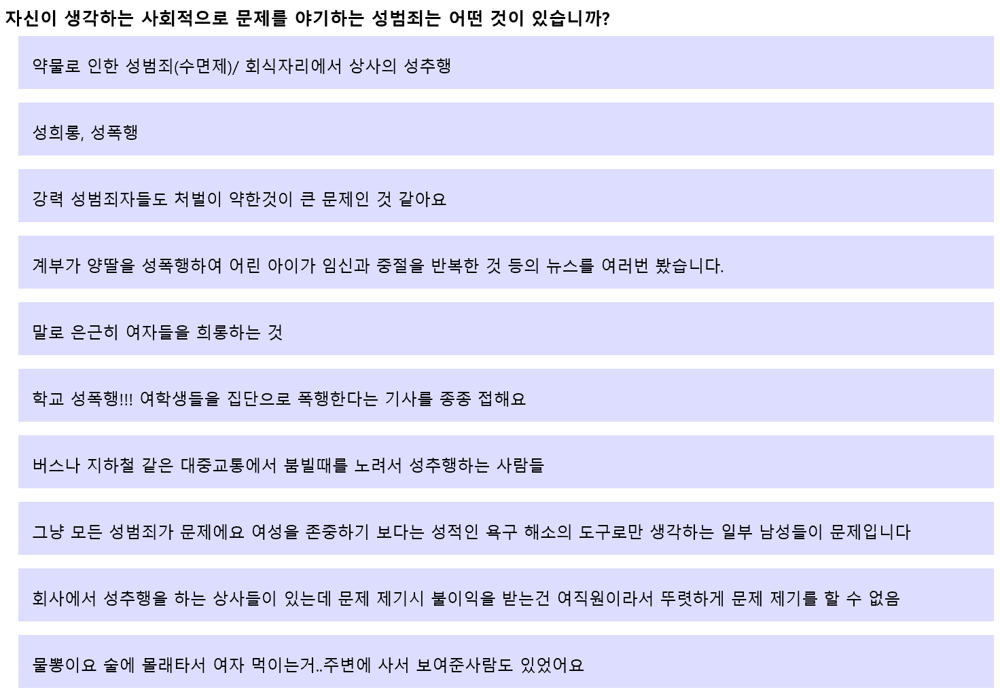 자신이 생각하는 사회적으로 문제를 야기하는 성범죄는 어떤 것이 있습니까?
약물로 인한 성범죄(수면제)/ 회식자리에서 상사의 성추행
성희롱, 성폭행
강력 성범죄자들도 처벌이 약한것이 큰 문제인 것 같아요
계부가 양딸을 성폭행하여 어린 아이가 임신과 중절을 반복한 것 등의 뉴스를 여러번 봤습니다.
말로 은근히 여자들을 희롱하는 것
학교 성폭행!!! 여학생들을 집단으로 폭행한다는 기사를 종종 접해요
버스나 지하철 같은 대중교통에서 붐빌때를 노려서 성추행하는 사람들
그냥 모든 성범죄가 문제에요 여성을 존중하기 보다는 성적인 욕구 해소의 도구로만 생각하는 일부 남성들이 문제입니다
회사에서 성추행을 하는 상사들이 있는데 문제 제기시 불이익을 받는건 여직원이라서 뚜렷하게 문제 제기를 할 수 없음
물뽕이요 술에 몰래타서 여자 먹이는거..주변에 사서 보여준사람도 있었어요